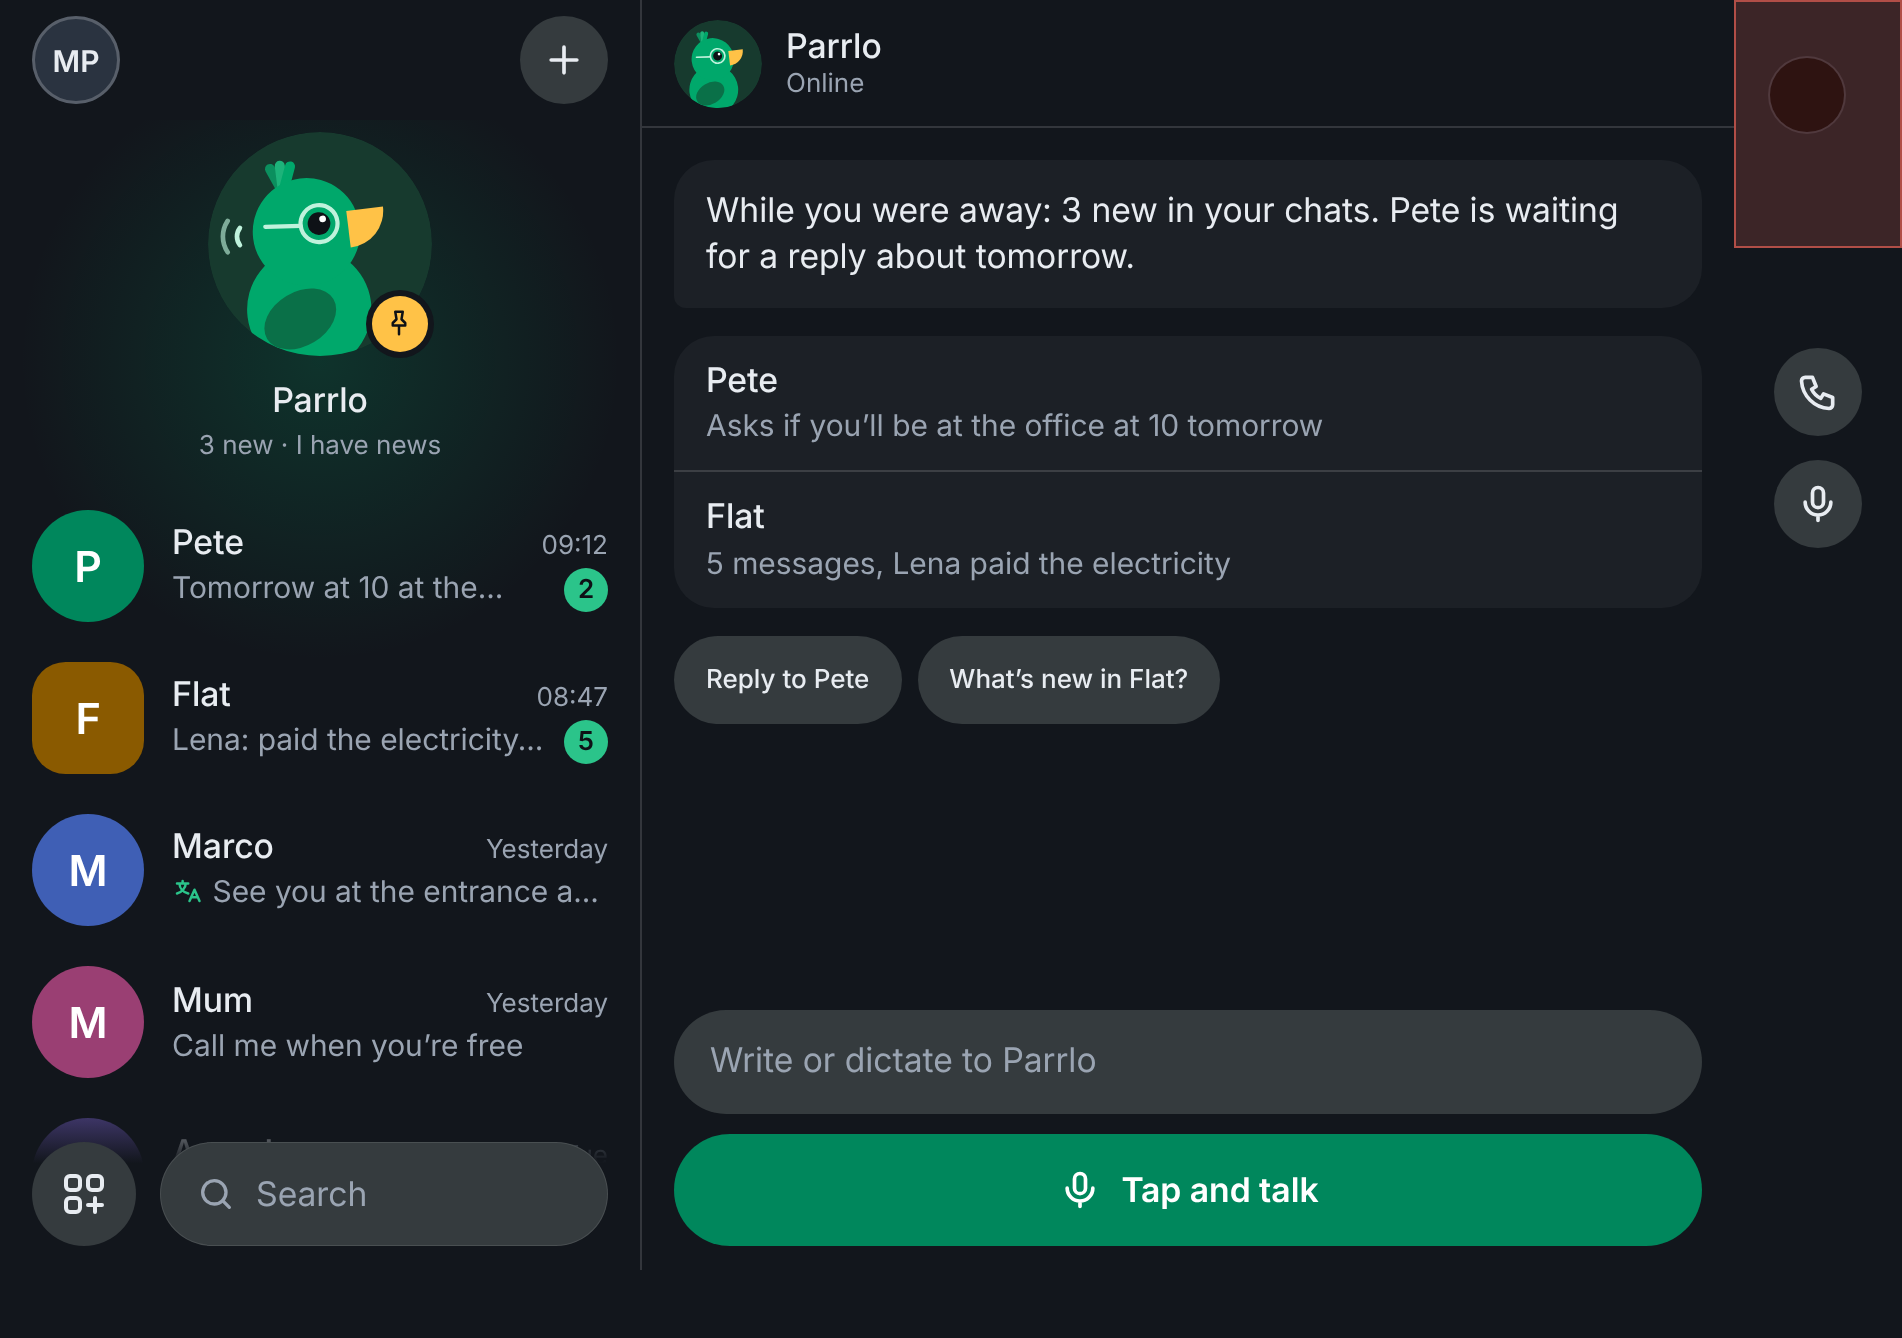 MP
Parrlo
3 new · I have news
P
Pete
09:12
Tomorrow at 10 at the...
2
F
Flat
08:47
Lena: paid the electricity...
5
M
Marco
Yesterday
See you at the entrance a...
M
Mum
Yesterday
Call me when you’re free
Search
Parrlo
Online
While you were away: 3 new in your chats. Pete is waiting
for a reply about tomorrow.
Pete
Asks if you’ll be at the office at 10 tomorrow
Flat
5 messages, Lena paid the electricity
Reply to Pete
What’s new in Flat?
Write or dictate to Parrlo
Tap and talk